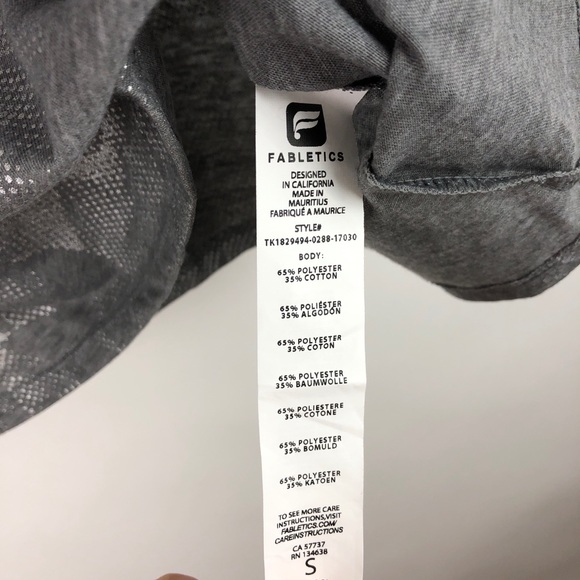 FABLETICS
DESIGNED
IN CALIFORNIA
MADE IN
MAURITIUS
FABRIQUÉ A MAURICE
STYLE#
TK1829494-0288-17030
BODY:
65% POLYESTER
35% COTTON
65% POLIÉSTER
35% ALGODÓN
65% POLYESTER
35% COTON
65% POLYESTER
35% BAUMWOLLE
65% POLIESTERE
35% COTONE
65% POLYESTER
35% BOMULD
65% POLYESTER
35% KATOEN
TO SEE MORE CARE
INSTRUCTIONS,VISIT
FABLETICS.COM/
CAREINSTRUCTIONS
CA 57737
RN 134638
S